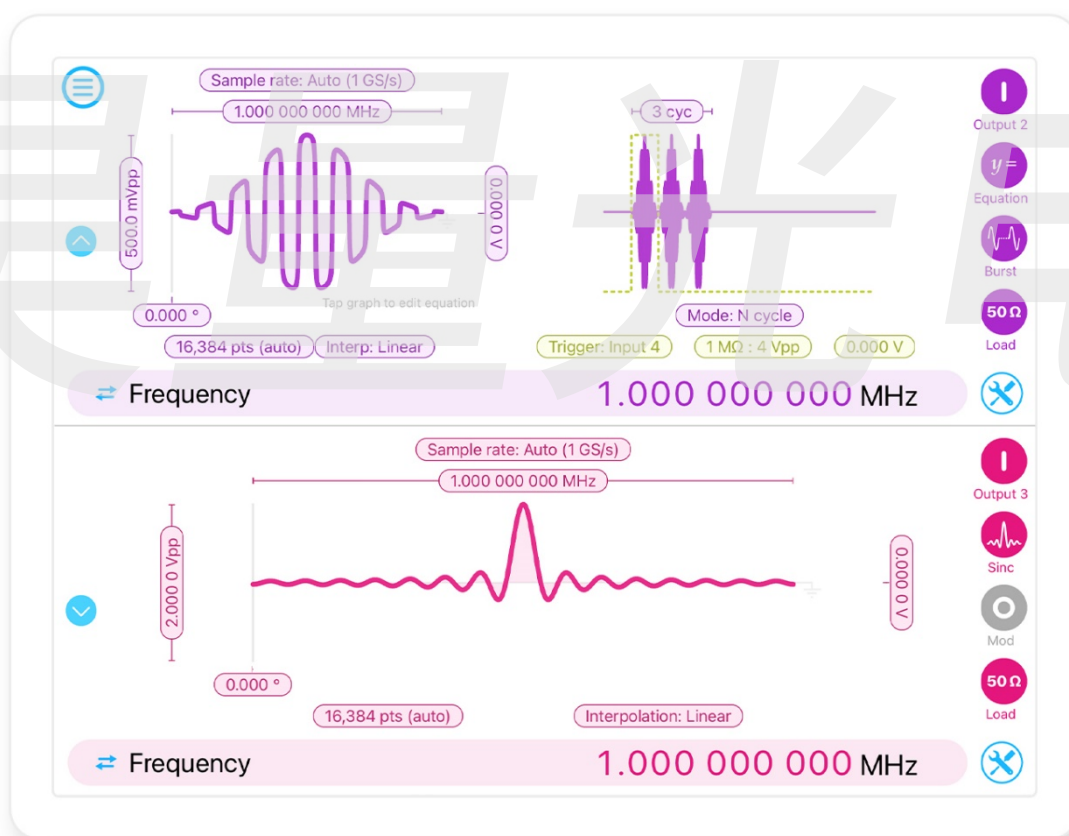 Sample rate: Auto (1 GS/s)
1.000 000 000 MHz
3 cyc
Output 2
500.0 mVpp
0.000 0 V
y =
Equation
Burst
Tap graph to edit equation
0.000 °
Mode: N cycle
50 Ω
Load
16,384 pts (auto)
Interp: Linear
Trigger: Input 4
1 MΩ : 4 Vpp
0.000 V
Frequency
1.000 000 000 MHz
Sample rate: Auto (1 GS/s)
1.000 000 000 MHz
Output 3
2.000 0 Vpp
0.000 0 V
Sinc
Mod
0.000 °
50 Ω
Load
16,384 pts (auto)
Interpolation: Linear
Frequency
1.000 000 000 MHz